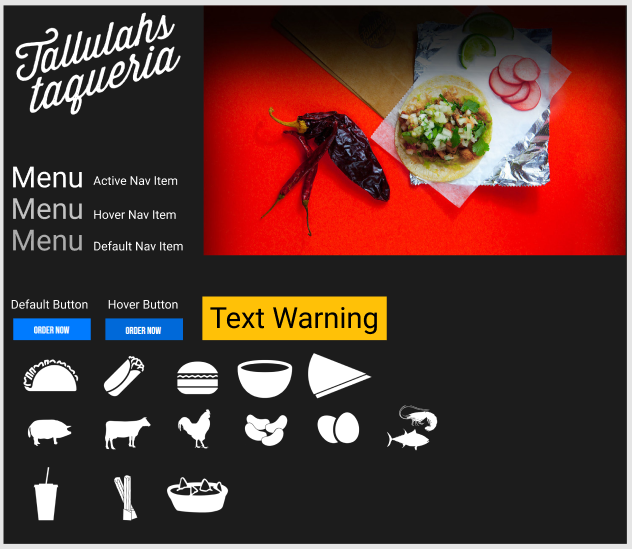 Tallulahs
taqueria
Menu Active Nav Item
Menu Hover Nav Item
Menu Default Nav Item
Default Button Hover Button
ORDER NOW ORDER NOW
Text Warning